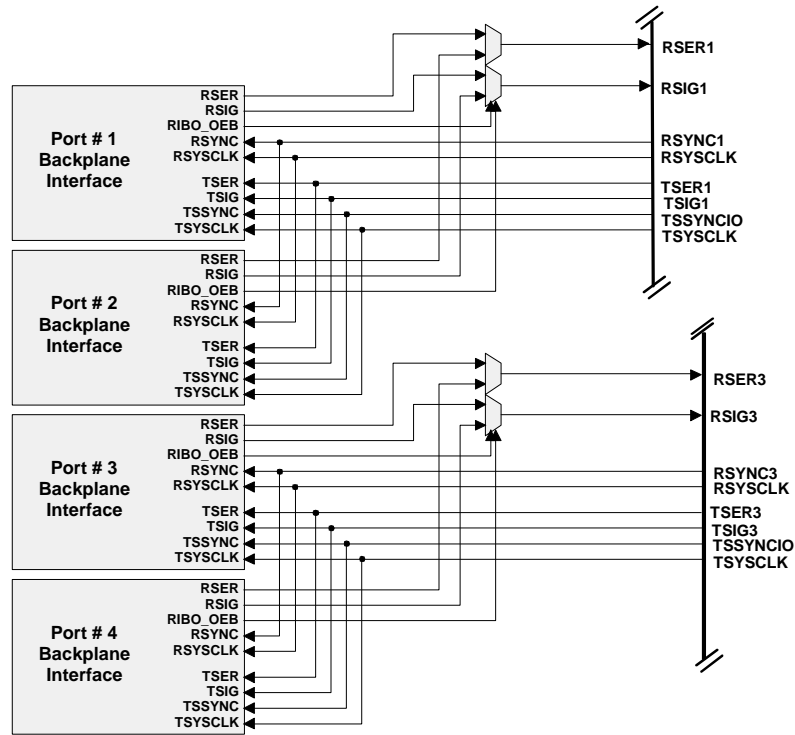 Port # 1
Backplane
Interface
RSER
RSIG
RIBO_OEB
RSYNC
RSYSCLK
TSER
TSIG
TSSYNC
TSYSCLK
RSER1
RSIG1
RSYNC1
RSYSCLK
TSER1
TSIG1
TSSYNCIO
TSYSCLK
Port # 2
Backplane
Interface
RSER
RSIG
RIBO_OEB
RSYNC
RSYSCLK
TSER
TSIG
TSSYNC
TSYSCLK
Port # 3
Backplane
Interface
RSER
RSIG
RIBO_OEB
RSYNC
RSYSCLK
TSER
TSIG
TSSYNC
TSYSCLK
RSER3
RSIG3
RSYNC3
RSYSCLK
TSER3
TSIG3
TSSYNCIO
TSYSCLK
Port # 4
Backplane
Interface
RSER
RSIG
RIBO_OEB
RSYNC
RSYSCLK
TSER
TSIG
TSSYNC
TSYSCLK